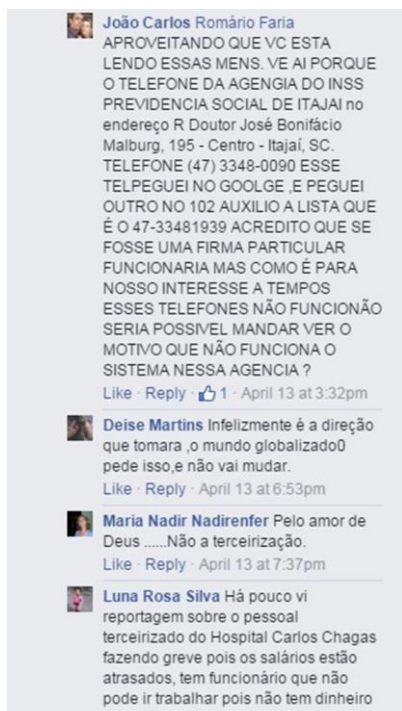 João Carlos Romário Faria
APROVEITANDO QUE VC ESTA
LENDO ESSAS MENS. VE AI PORQUE
O TELEFONE DA AGENGIA DO INSS
PREVIDENCIA SOCIAL DE ITAJAI no
endereço R Doutor José Bonifácio
Malburg, 195 - Centro - Itajaí, SC.
TELEFONE (47) 3348-0090 ESSE
TELPEGUEI NO GOOLGE ,E PEGUEI
OUTRO NO 102 AUXILIO A LISTA QUE
É O 47-33481939 ACREDITO QUE SE
FOSSE UMA FIRMA PARTICULAR
FUNCIONARIA MAS COMO É PARA
NOSSO INTERESSE A TEMPOS
ESSES TELEFONES NÃO FUNCIONÃO
SERIA POSSIVEL MANDAR VER O
MOTIVO QUE NÃO FUNCIONA O
SISTEMA NESSA AGENCIA ?
Like · Reply · 1 · April 13 at 3:32pm
Deise Martins Infelizmente é a direção
que tomara ,o mundo globalizado0
pede isso,e não vai mudar.
Like · Reply · April 13 at 6:53pm
Maria Nadir Nadirenfer Pelo amor de
Deus ......Não a terceirização.
Like · Reply · April 13 at 7:37pm
Luna Rosa Silva Há pouco vi
reportagem sobre o pessoal
terceirizado do Hospital Carlos Chagas
fazendo greve pois os salários estão
atrasados, tem funcionário que não
pode ir trabalhar pois não tem dinheiro